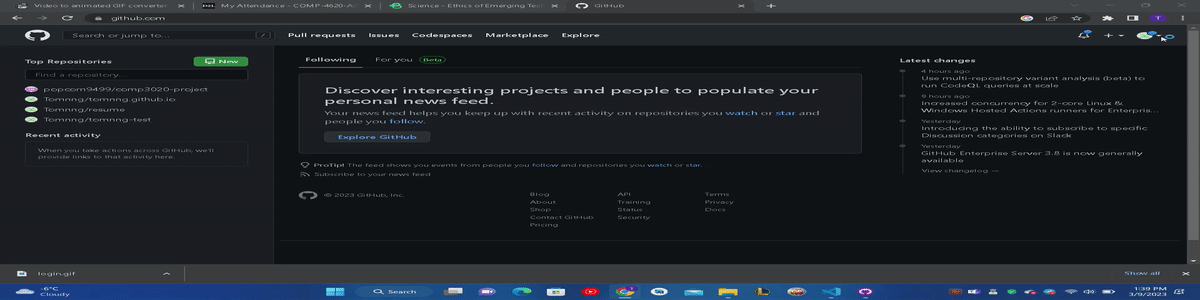 Video to animated GIF converter
My Attendance - COMP-4620-A
Science - Ethics of Emerging Tech
GitHub
github.com
T
Search or jump to...
/
Pull requests
Issues
Codespaces
Marketplace
Explore
Top Repositories
New
Find a repository...
popcorn9499/comp3020-project
Tomnng/tomnng.github.io
Tomnng/resume
Tomnng/tomnng-test
Recent activity
When you take actions across GitHub, we'll
provide links to that activity here.
Following
For you
Beta
Discover interesting projects and people to populate your
personal news feed.
Your news feed helps you keep up with recent activity on repositories you watch or star and
people you follow.
Explore GitHub
ProTip! The feed shows you events from people you follow and repositories you watch or star.
Subscribe to your news feed
© 2023 GitHub, Inc.
Blog
About
Shop
Contact GitHub
Pricing
API
Training
Status
Security
Terms
Privacy
Docs
Latest changes
4 hours ago
Use multi-repository variant analysis (beta) to
run CodeQL queries at scale
8 hours ago
Increased concurrency for 2-core Linux &
Windows Hosted Actions runners for Enterpris...
Yesterday
Introducing the ability to subscribe to specific
Discussion categories on Slack
Yesterday
GitHub Enterprise Server 3.8 is now generally
available
View changelog →
login.gif
Show all
-6°C
Cloudy
Search
1:39 PM
3/9/2023